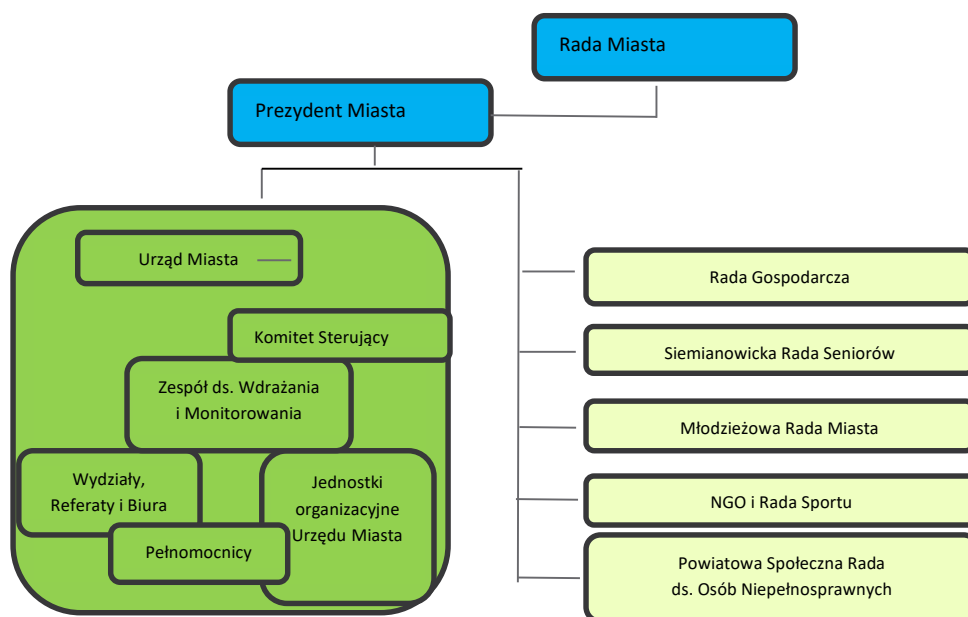 Rada Miasta
Prezydent Miasta
Urząd Miasta
Komitet Sterujący
Zespół ds. Wdrażania
i Monitorowania
Wydziały,
Referaty i Biura
Jednostki
organizacyjne
Urzędu Miasta
Pełnomocnicy
Rada Gospodarcza
Siemianowicka Rada Seniorów
Młodzieżowa Rada Miasta
NGO i Rada Sportu
Powiatowa Społeczna Rada
ds. Osób Niepełnosprawnych